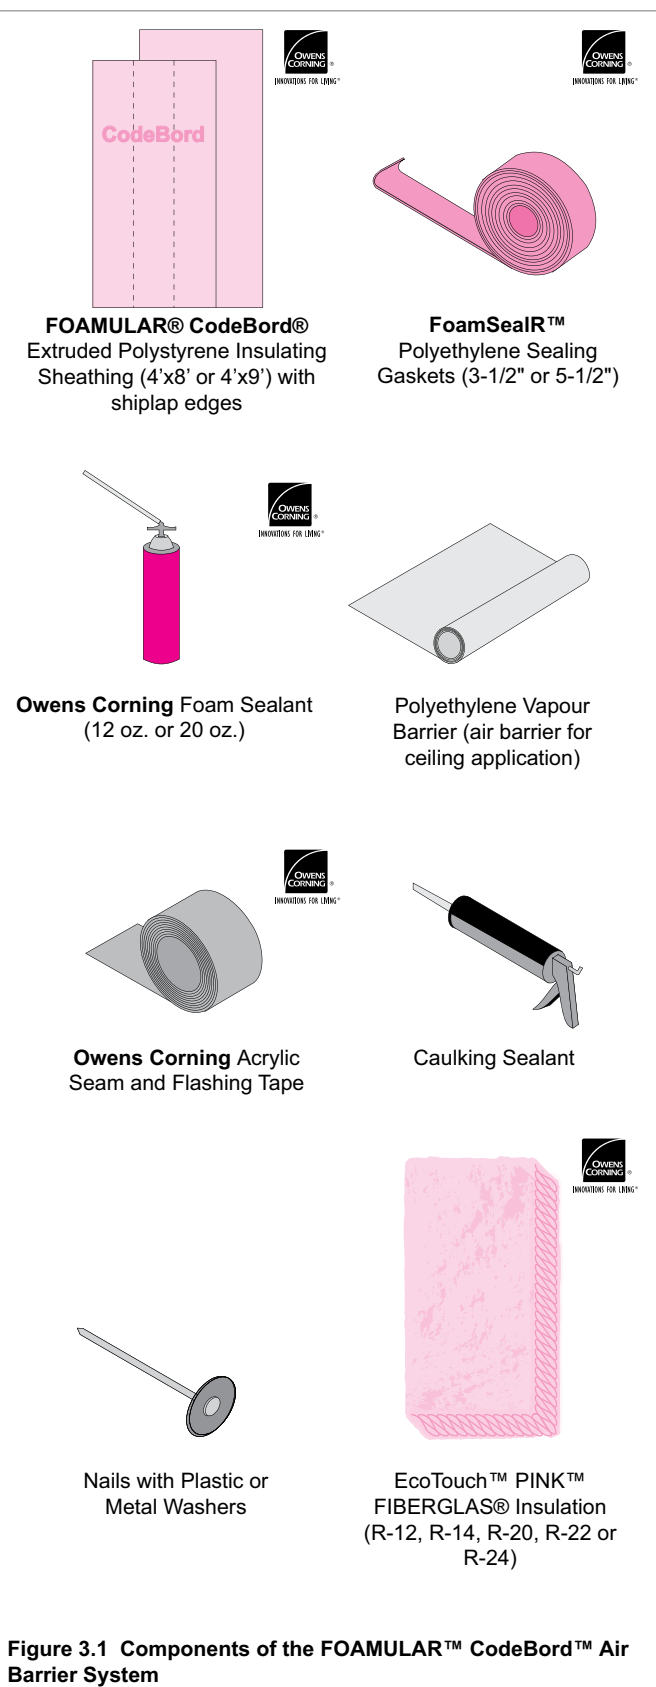 OWENS
CORNING
®
INNOVATIONS FOR LIVING®
OWENS
CORNING
®
INNOVATIONS FOR LIVING®
CodeBord
FOAMULAR® CodeBord®
Extruded Polystyrene Insulating
Sheathing (4’x8’ or 4’x9’) with
shiplap edges
FoamSealR™
Polyethylene Sealing
Gaskets (3-1/2" or 5-1/2")
OWENS
CORNING
®
INNOVATIONS FOR LIVING®
Owens Corning Foam Sealant
(12 oz. or 20 oz.)
Polyethylene Vapour
Barrier (air barrier for
ceiling application)
OWENS
CORNING
®
INNOVATIONS FOR LIVING®
Owens Corning Acrylic
Seam and Flashing Tape
Caulking Sealant
OWENS
CORNING
®
INNOVATIONS FOR LIVING®
Nails with Plastic or
Metal Washers
EcoTouch™ PINK™
FIBERGLAS® Insulation
(R-12, R-14, R-20, R-22 or
R-24)
Figure 3.1  Components of the FOAMULAR™ CodeBord™ Air
Barrier System